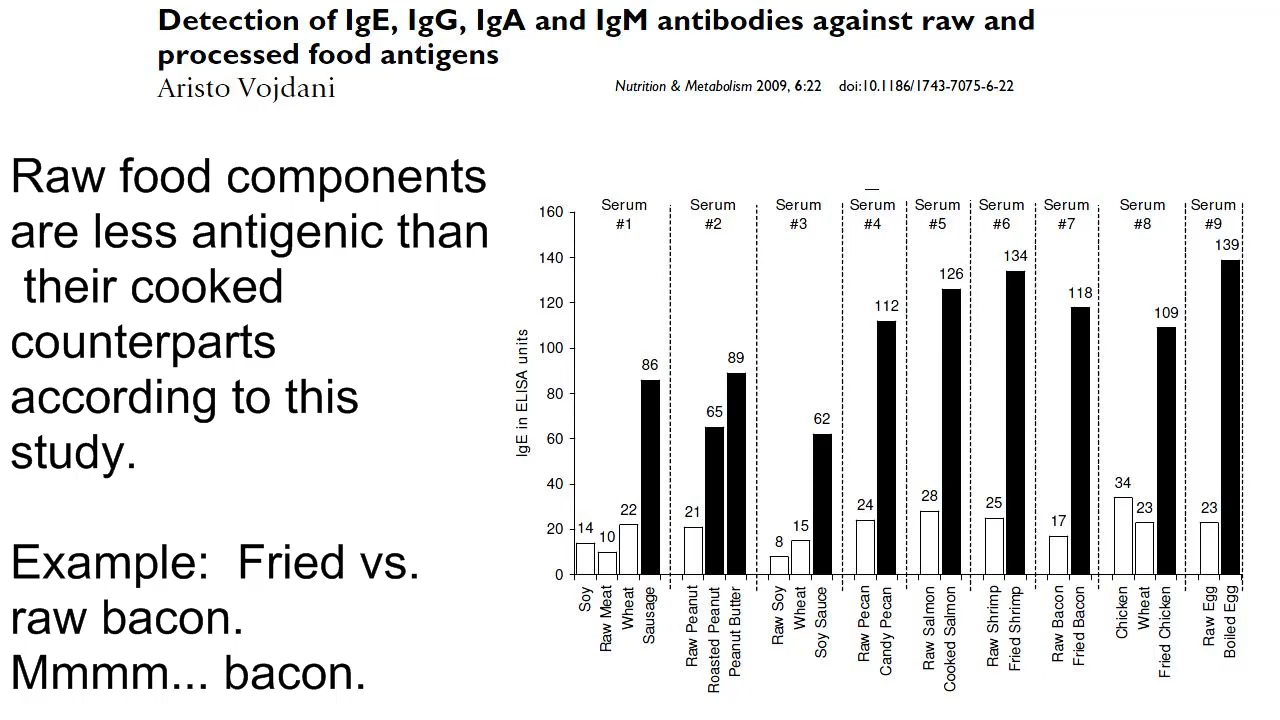 Detection of IgE, IgG, IgA and IgM antibodies against raw and
processed food antigens
Aristo Vojdani
Nutrition & Metabolism 2009, 6:22 doi:10.1186/1743-7075-6-22
Raw food components
are less antigenic than
their cooked
counterparts
according to this
study.
Example: Fried vs.
raw bacon.
Mmmm... bacon.
IgE in ELISA units
160
140
120
100
80
60
40
20
0
Serum
#1
Serum
#2
Serum
#3
Serum
#4
Serum
#5
Serum
#6
Serum
#7
Serum
#8
Serum
#9
14
10
22
86
21
65
89
8
15
62
24
112
28
126
25
134
17
118
34
23
109
23
139
Soy
Raw Meat
Wheat
Sausage
Raw Peanut
Roasted Peanut
Peanut Butter
Raw Soy
Wheat
Soy Sauce
Raw Pecan
Candy Pecan
Raw Salmon
Cooked Salmon
Raw Shrimp
Fried Shrimp
Raw Bacon
Fried Bacon
Chicken
Wheat
Fried Chicken
Raw Egg
Boiled Egg